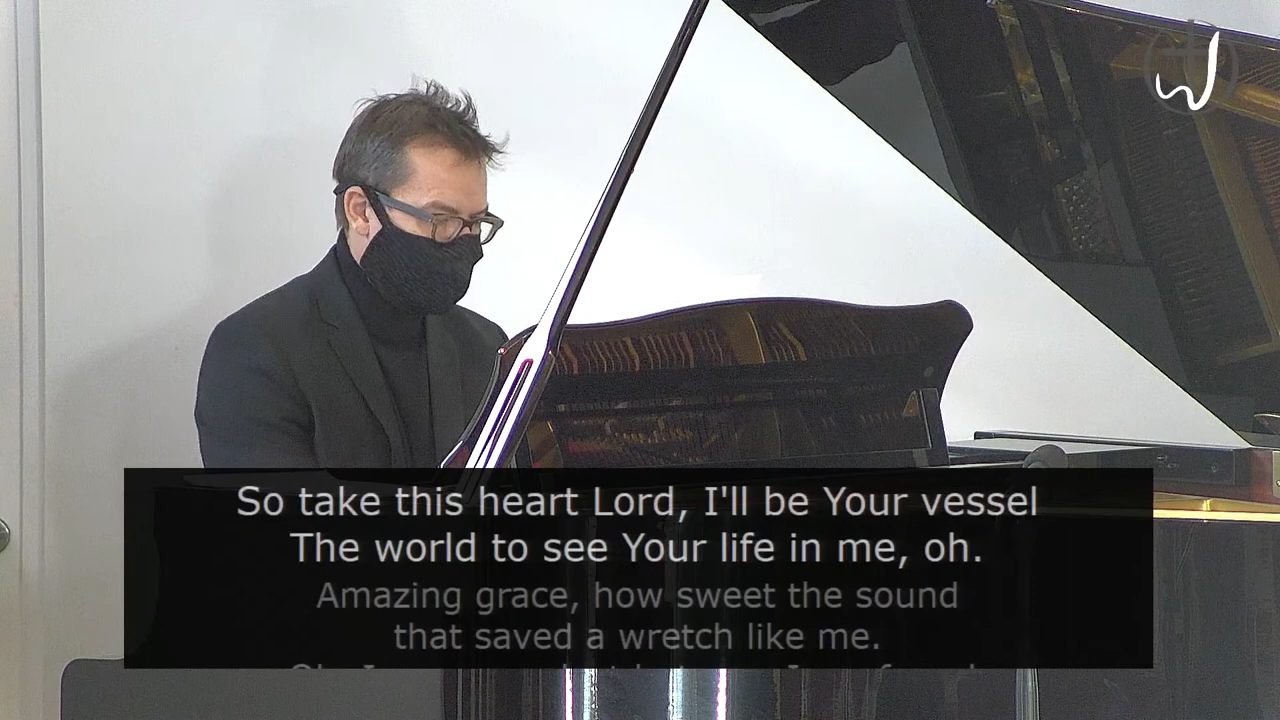 So take this heart Lord, I'll be Your vessel
The world to see Your life in me, oh.
Amazing grace, how sweet the sound
that saved a wretch like me.